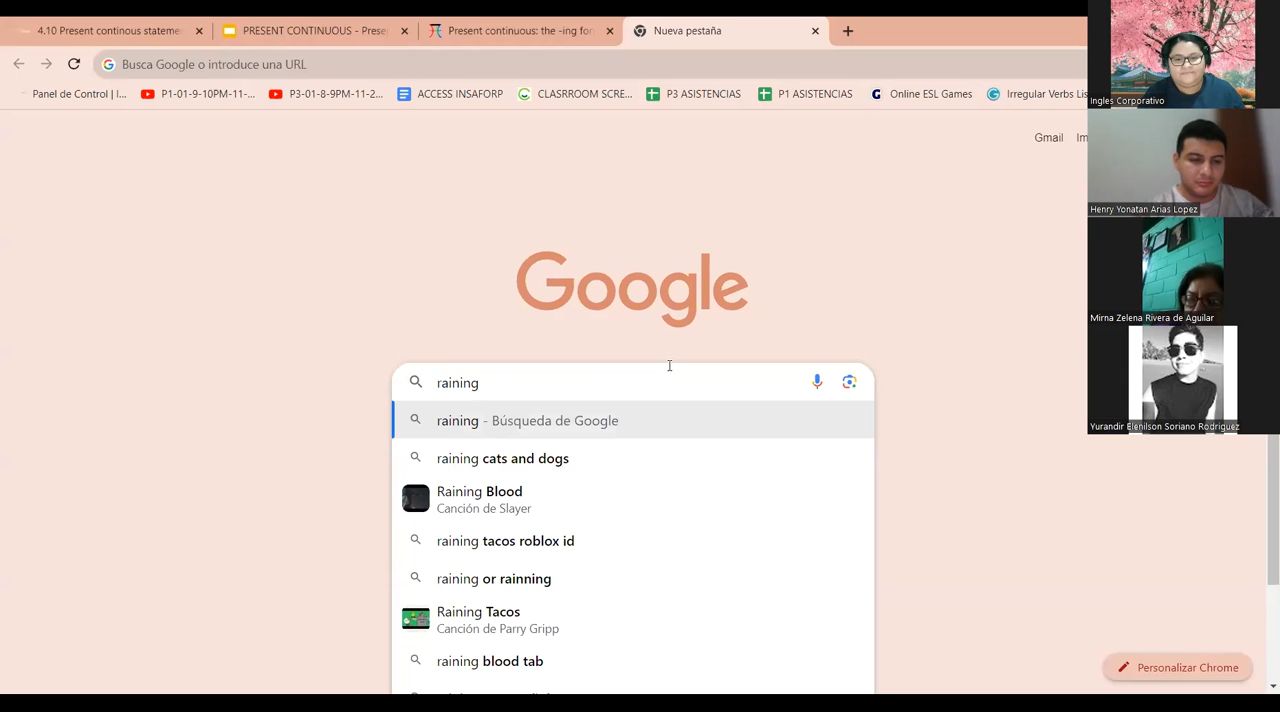 4.10 Present continous stateme
PRESENT CONTINUOUS - Prese
Present continuous: the -ing for
Nueva pestaña
Busca Google o introduce una URL
Panel de Control | I...
P1-01-9-10PM-11-...
P3-01-8-9PM-11-2...
ACCESS INSAFORP
CLASRROOM SCRE...
P3 ASISTENCIAS
P1 ASISTENCIAS
Online ESL Games
Irregular Verbs Lis
Gmail
Im
Google
raining
raining - Búsqueda de Google
raining cats and dogs
Raining Blood
Canción de Slayer
raining tacos roblox id
raining or rainning
Raining Tacos
Canción de Parry Gripp
raining blood tab
Personalizar Chrome
Ingles Corporativo
Henry Yonatan Arias Lopez
Mirna Zelena Rivera de Aguilar
Yurandir Elenilson Soriano Rodriguez